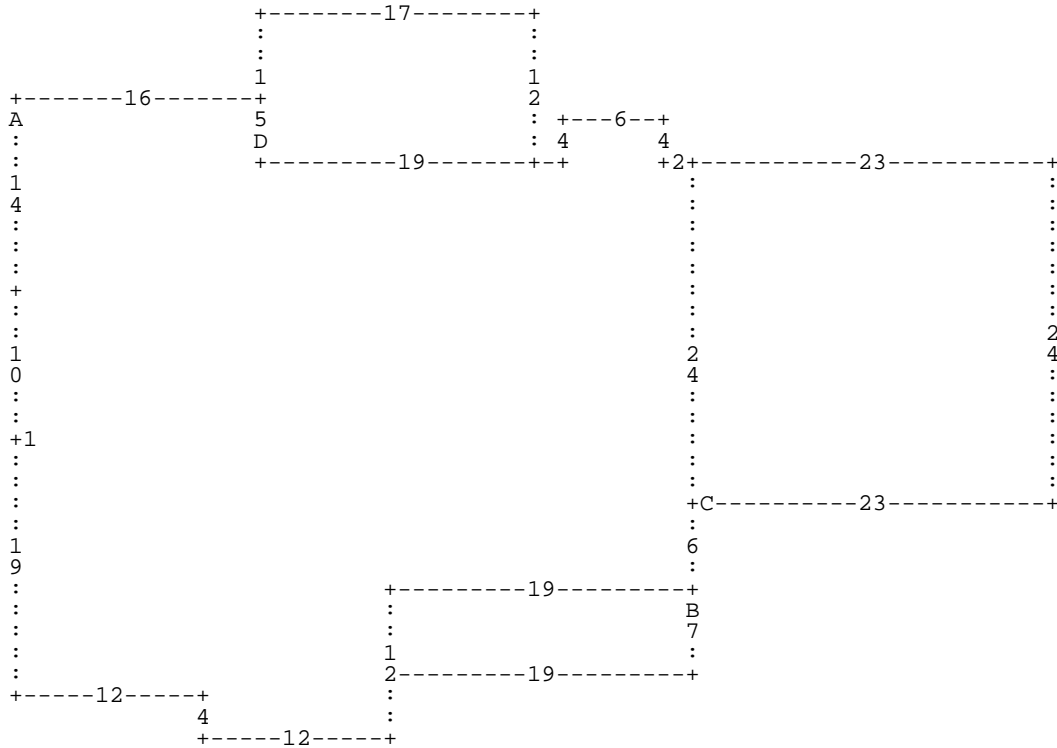 +--------17--------+
                 :                  :
                 :                  :
                 1                  1
+-------16-------+                  2
A                5                  : +---6--+
:                D                  : 4      4
:                +---------19-------+-+      +2+-----------23-----------+
1                                              :                        :
4                                              :                        :
:                                              :                        :
:                                              :                        :
:                                              :                        :
+                                              :                        :
:                                              :                        :
:                                              :                        2
1                                              2                        4
0                                              4                        :
:                                              :                        :
:                                              :                        :
+1                                             :                        :
:                                              :                        :
:                                              :                        :
:                                              +C----------23-----------+
:                                              :
1                                              6
9                                              :
:                         +---------19---------+
:                         :                    B
:                         :                    7
:                         1                    :
:                         2---------19---------+
+-----12-----+            :
             4            :
             +-----12-----+